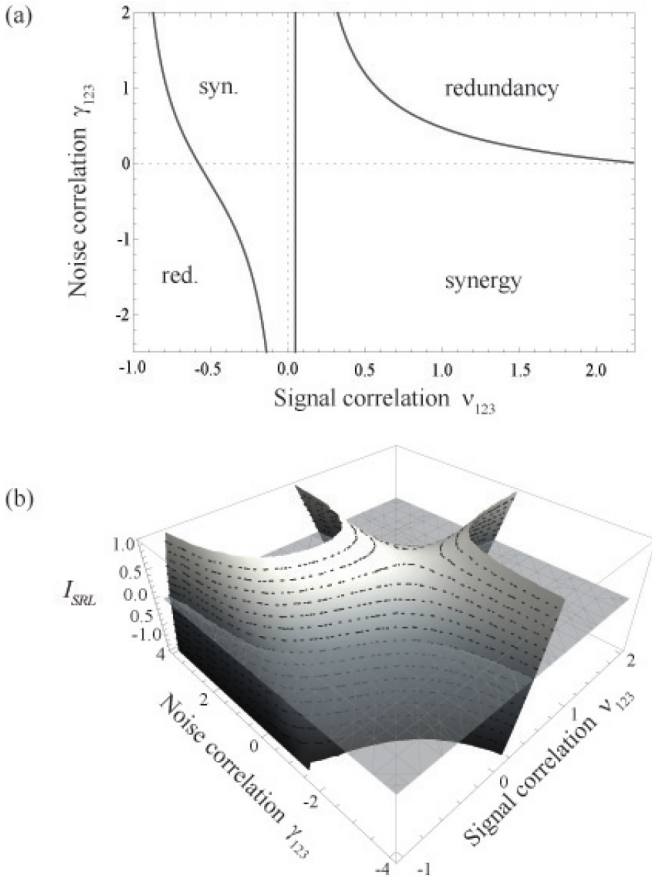 (a)
2
1
0
-1
-2
Noise correlation γ123
syn.
redundancy
red.
synergy
-1.0
-0.5
0.0
0.5
1.0
1.5
2.0
Signal correlation ν123
(b)
1.0
0.5
0.0
0.5
-1.0
ISRL
4
2
0
-2
-4
Noise correlation γ123
2
1
0
-1
Signal correlation ν123